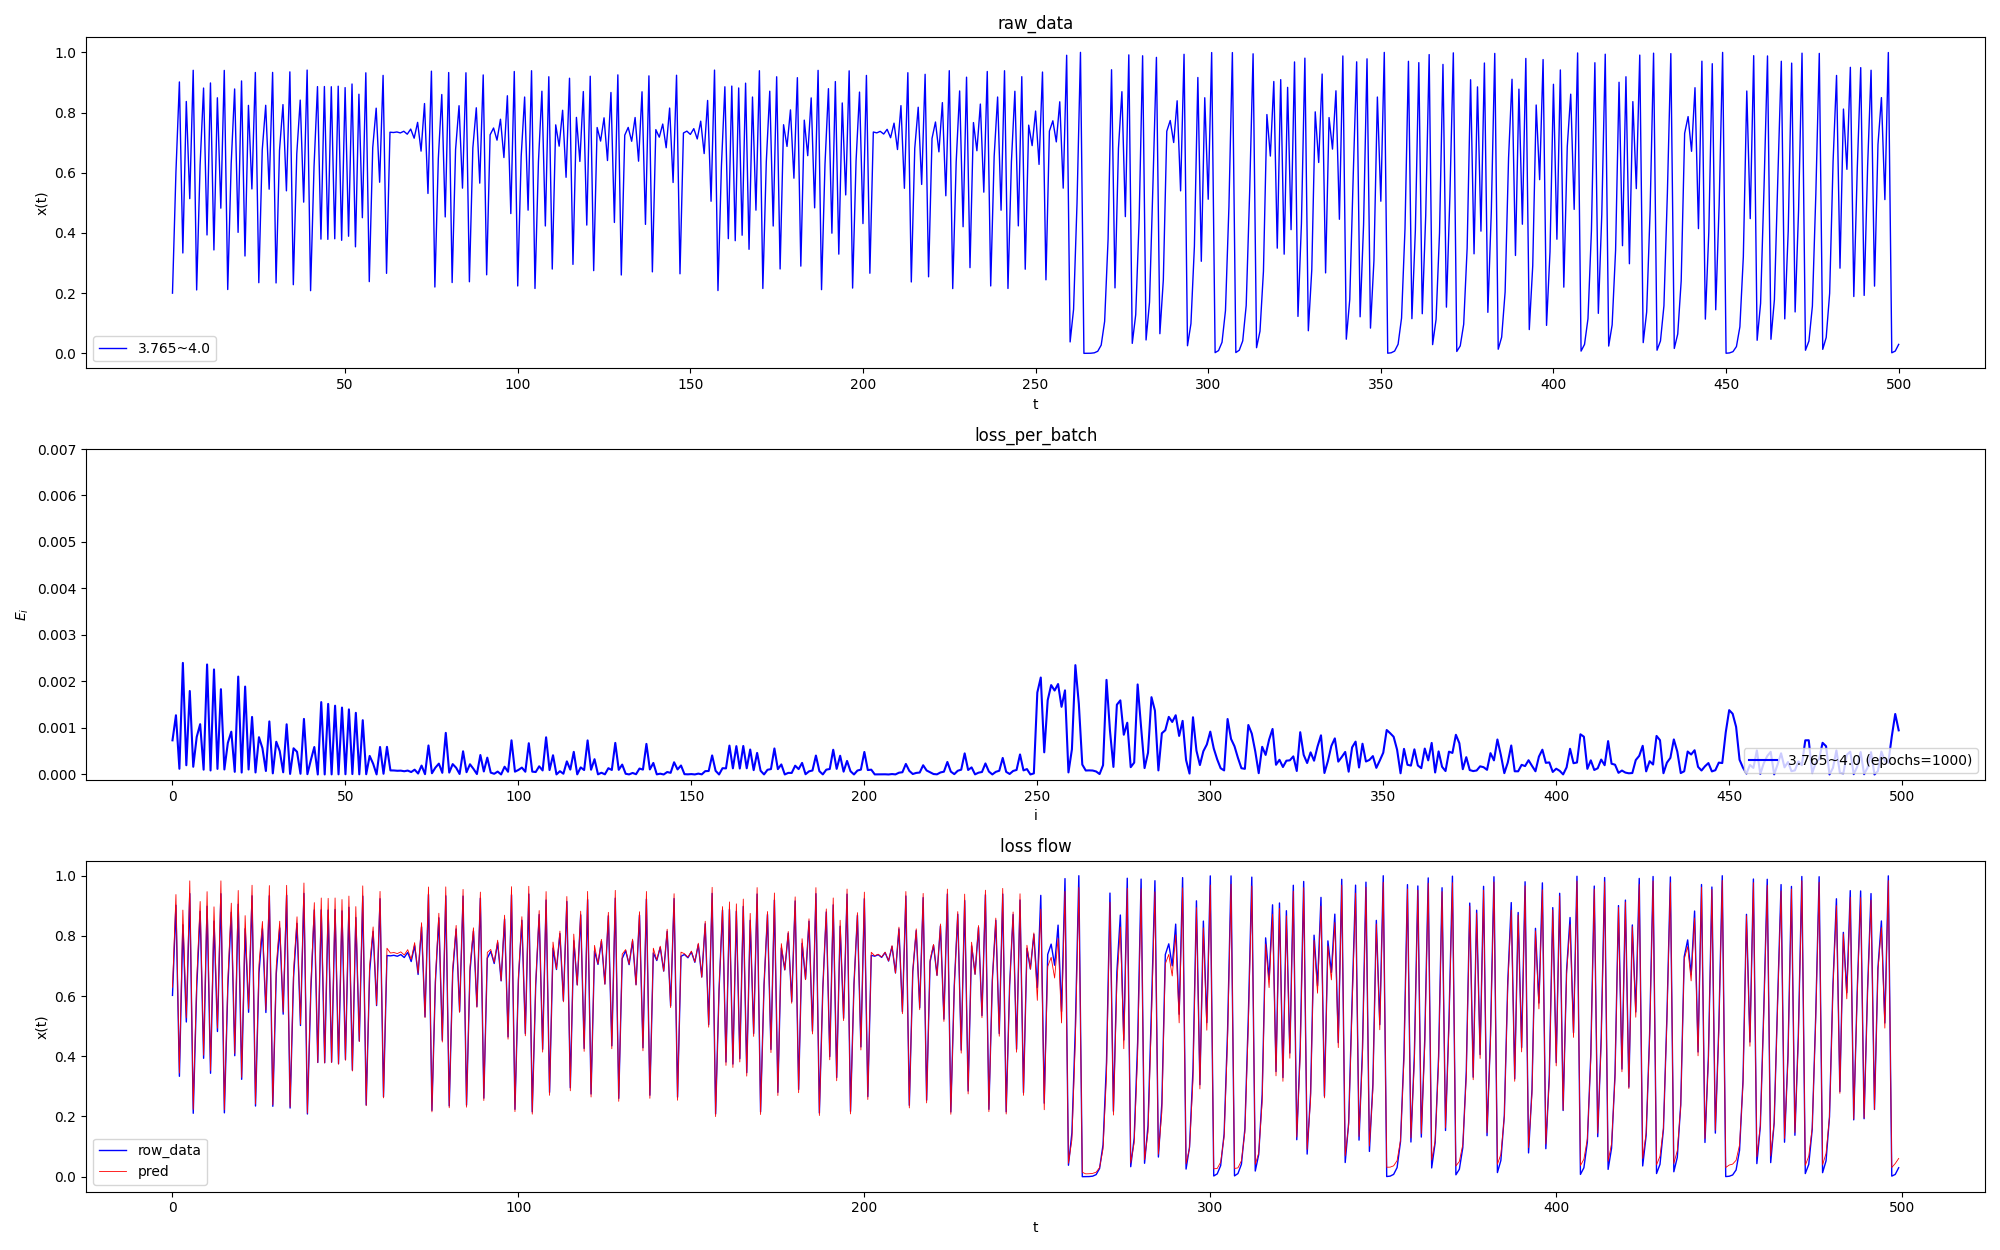 raw_data
1.0
0.8
0.6
0.4
0.2
0.0
x(t)
3.765~4.0
50 100 150 200 250 300 350 400 450 500
t
loss_per_batch
0.007
0.006
0.005
0.004
0.003
0.002
0.001
0.000
E_i
3.765~4.0 (epochs=1000)
0 50 100 150 200 250 300 350 400 450 500
i
loss flow
1.0
0.8
0.6
0.4
0.2
0.0
x(t)
row_data
pred
0 100 200 300 400 500
t